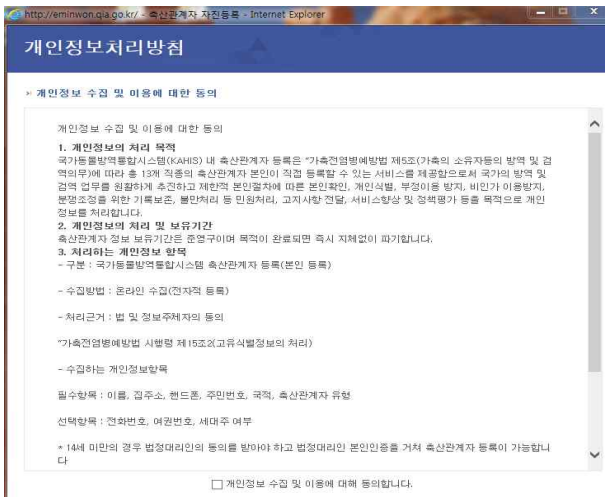 http://eminwon.qia.go.kr/ - 축산관계자 자진등록 - Internet Explorer
개인정보처리방침
개인정보 수집 및 이용에 대한 동의
개인정보 수집 및 이용에 대한 동의
1. 개인정보의 처리 목적
국가동물방역통합시스템(KAHIS) 내 축산관계자 등록은 "가축전염병예방법 제5조(가축의 소유자등의 방역 및 검
역의무)에 따라 총 13개 직종의 축산관계자 본인이 직접 등록할 수 있는 서비스를 제공함으로써 국가의 방역 및
검역 업무를 원활하게 추진하고 제한적 본인절차에 따른 본인확인, 개인식별, 부정이용 방지, 비인가 이용방지,
분쟁조정을 위한 기록보존, 불만처리 등 민원처리, 고지사항 전달, 서비스향상 및 정책평가 등을 목적으로 개인
정보를 처리합니다.
2. 개인정보의 처리 및 보유기간
축산관계자 정보 보유기간은 준영구이며 목적이 완료되면 즉시 지체없이 파기합니다.
3. 처리하는 개인정보 항목
- 구분 : 국가동물방역통합시스템 축산관계자 등록(본인 등록)
- 수집방법 : 온라인 수집(전자적 등록)
- 처리근거 : 법 및 정보주체자의 동의
"가축전염병예방법 시행령 제15조2(고유식별정보의 처리)
- 수집하는 개인정보항목
필수항목 : 이름, 집주소, 핸드폰, 주민번호, 국적, 축산관계자 유형
선택항목 : 전화번호, 여권번호, 세대주 여부
* 14세 미만의 경우 법정대리인의 동의를 받아야 하고 법정대리인 본인인증을 거쳐 축산관계자 등록이 가능합니
다
개인정보 수집 및 이용에 대해 동의합니다.